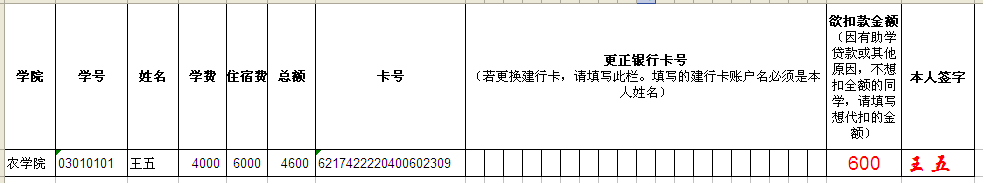 学院 学号 姓名 学费 住宿费 总额 卡号 更正银行卡号 欲扣款金额 本人签字
（若更换建行卡，请填写此栏。填写的建行卡账户名必须是本
人姓名）
（因有助学
贷款或其他
原因，不想
扣全额的同
学，请填写
想代扣的金
额）
农学院 03010101 王五 4000 6000 4600 6217422220400602309 600 王五